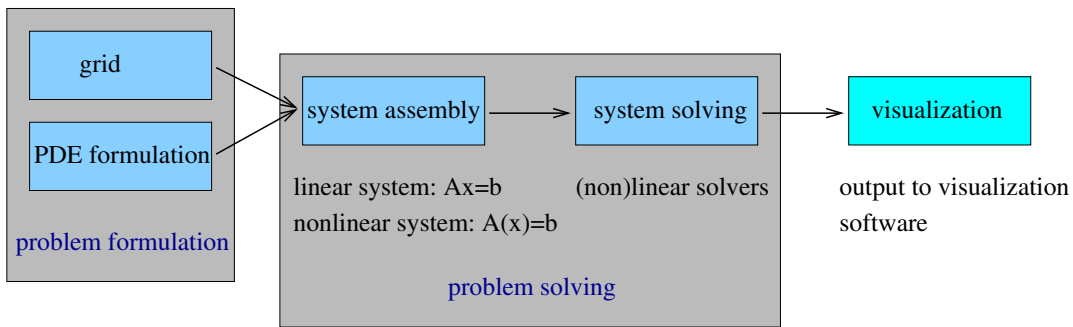 grid
PDE formulation
problem formulation
system assembly
system solving
linear system: Ax=b
nonlinear system: A(x)=b
(non)linear solvers
problem solving
visualization
output to visualization
software